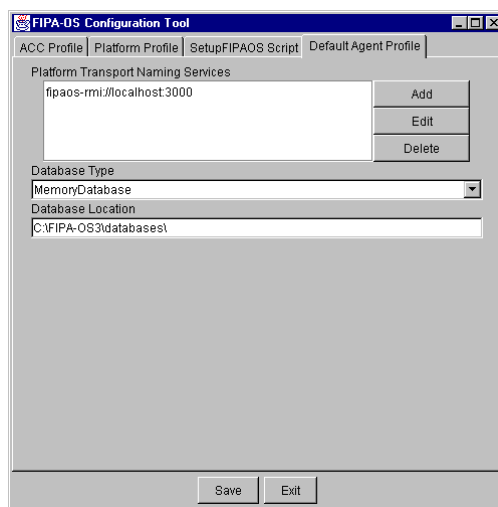 FIPA-OS Configuration Tool
ACC Profile Platform Profile SetupFIPAOS Script Default Agent Profile
Platform Transport Naming Services
fipaos-rmi://localhost:3000
Add
Edit
Delete
Database Type
MemoryDatabase
Database Location
C:\FIPA-OS3\databases\
Save Exit